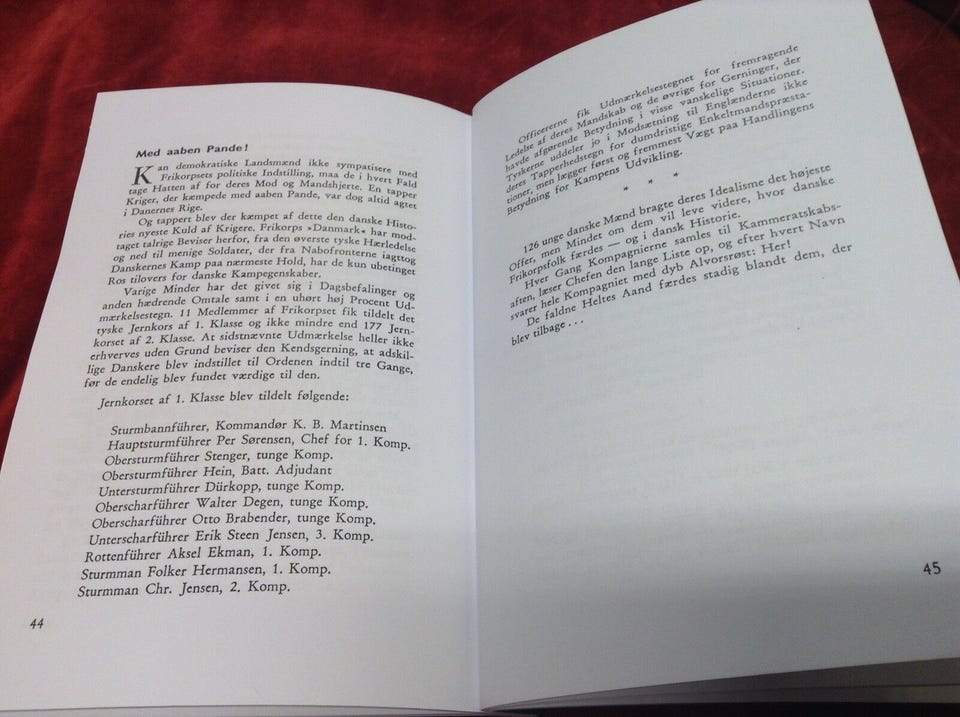 Med aaben Pande!
Kan demokratiske Landsmænd ikke sympatisere med
Frikorpsets politiske Indstilling, maa de i hvert Fald
tage Hatten af for deres Mod og Mandshjerte. En tapper
Kriger, der kæmpede med aaben Pande, var dog altid agtet
i Danernes Rige.
Og tappert blev der kæmpet af dette den danske Histo-
ries nyeste Kuld af Krigere. Frikorps »Danmark« har mod-
taget talrige Beviser herfor, fra den øverste tyske Hærledelse
og ned til menige Soldater, der fra Nabofronterne iagttog
Danskernes Kamp paa nærmeste Hold, har de kun ubetinget
Ros tilovers for danske Kampegenskaber.
Varige Minder har det givet sig i Dagsbefalinger og
anden hædrende Omtale samt i en uhørt høj Procent Ud-
mærkelsestegn. 11 Medlemmer af Frikorpset fik tildelt det
tyske Jernkors af 1. Klasse og ikke mindre end 177 Jern-
korset af 2. Klasse. At sidstnævnte Udmærkelse heller ikke
erhverves uden Grund beviser den Kendsgerning, at adskil-
lige Danskere blev indstillet til Ordenen indtil tre Gange,
før de endelig blev fundet værdige til den.
Jernkorset af 1. Klasse blev tildelt følgende:
Sturmbannführer, Kommandør K. B. Martinsen
Hauptsturmführer Per Sørensen, Chef for 1. Komp.
Obersturmführer Stenger, tunge Komp.
Obersturmführer Hein, Batt. Adjudant
Untersturmführer Dürkopp, tunge Komp.
Oberscharführer Walter Degen, tunge Komp.
Oberscharführer Otto Brabender, tunge Komp.
Unterscharführer Erik Steen Jensen, 3. Komp.
Rottenführer Aksel Ekman, 1. Komp.
Sturmman Folker Hermansen, 1. Komp.
Sturmman Chr. Jensen, 2. Komp.
44
Officererne fik Udmærkelsestegnet for fremragende
Ledelse af deres Mandskab og de øvrige for Gerninger, der
havde afgørende Betydning i visse vanskelige Situationer.
Tyskerne uddeler jo i Modsætning til Englænderne ikke
deres Tapperhedstegn for dumdristige Enkeltmandspræsta-
tioner, men lægger først og fremmest Vægt paa Handlingens
Betydning for Kampens Udvikling.
* * *
126 unge danske Mænd bragte deres Idealisme det højeste
Offer, men Mindet om dem vil leve videre, hvor danske
Frikorpsfolk færdes — og i dansk Historie.
Hver Gang Kompagnierne samles til Kammeratskabs-
aften, læser Chefen den lange Liste op, og efter hvert Navn
svarer hele Kompagniet med dyb Alvorsrøst: Her!
De faldne Heltes Aand færdes stadig blandt dem, der
blev tilbage . . .
45